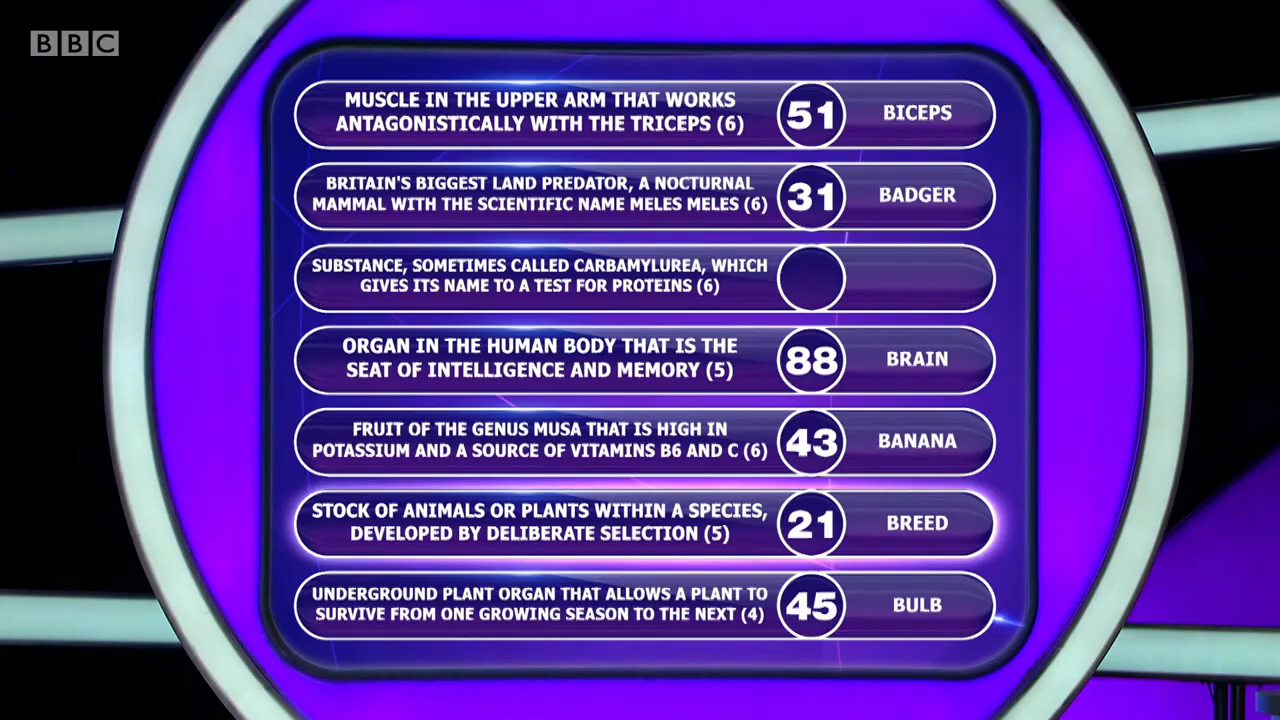 BBC
MUSCLE IN THE UPPER ARM THAT WORKS
ANTAGONISTICALLY WITH THE TRICEPS (6)
51
BICEPS
BRITAIN'S BIGGEST LAND PREDATOR, A NOCTURNAL
MAMMAL WITH THE SCIENTIFIC NAME MELES MELES (6)
31
BADGER
SUBSTANCE, SOMETIMES CALLED CARBAMYLUREA, WHICH
GIVES ITS NAME TO A TEST FOR PROTEINS (6)
ORGAN IN THE HUMAN BODY THAT IS THE
SEAT OF INTELLIGENCE AND MEMORY (5)
88
BRAIN
FRUIT OF THE GENUS MUSA THAT IS HIGH IN
POTASSIUM AND A SOURCE OF VITAMINS B6 AND C (6)
43
BANANA
STOCK OF ANIMALS OR PLANTS WITHIN A SPECIES,
DEVELOPED BY DELIBERATE SELECTION (5)
21
BREED
UNDERGROUND PLANT ORGAN THAT ALLOWS A PLANT TO
SURVIVE FROM ONE GROWING SEASON TO THE NEXT (4)
45
BULB